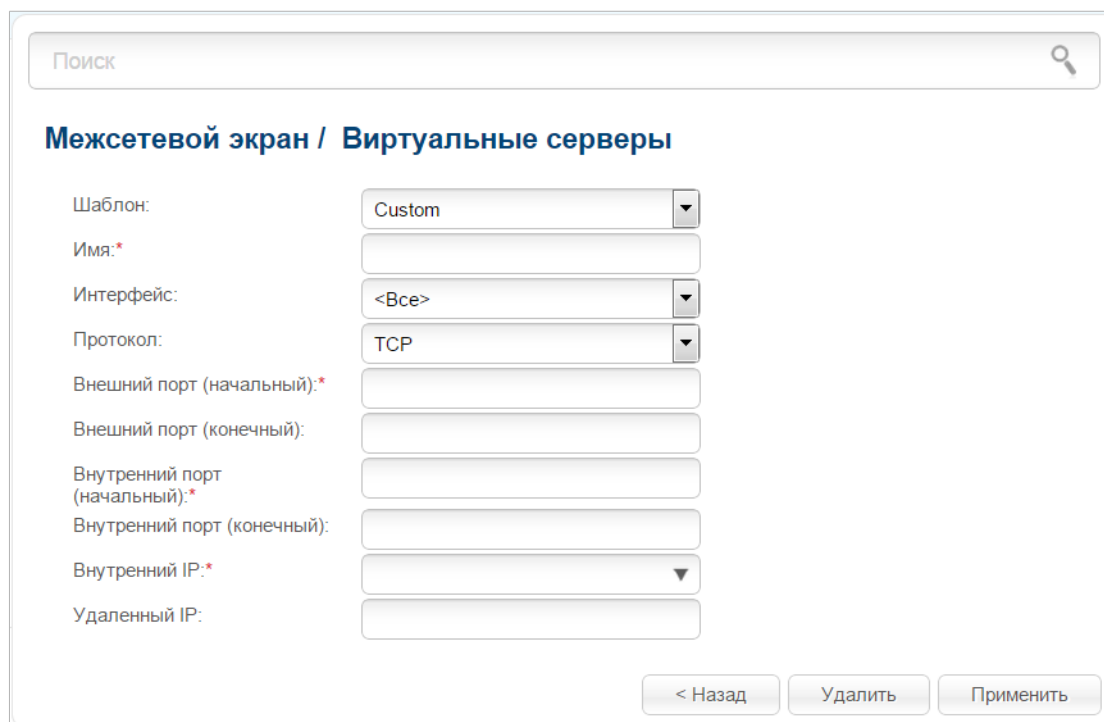 Поиск
Межсетевой экран / Виртуальные серверы
Шаблон: Custom
Имя:*
Интерфейс: <Все>
Протокол: TCP
Внешний порт (начальный):*
Внешний порт (конечный):
Внутренний порт
(начальный):*
Внутренний порт (конечный):
Внутренний IP:*
Удаленный IP:
< Назад Удалить Применить